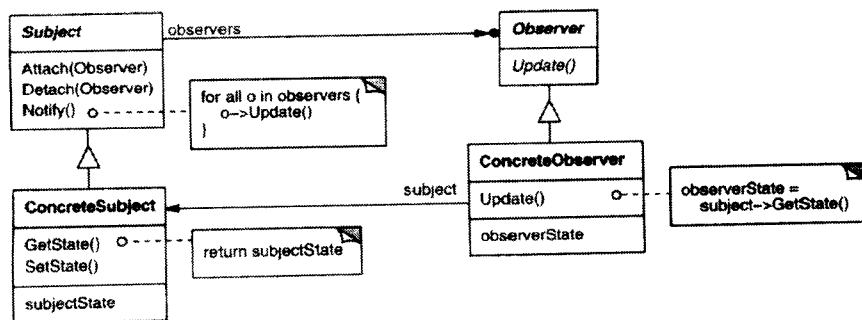 Subject
Attach(Observer)
Detach(Observer)
Notify()
observers
for all o in observers {
o->Update()
}
Observer
Update()
ConcreteSubject
GetState()
SetState()
subjectState
return subjectState
subject
ConcreteObserver
Update()
observerState
observerState =
subject->GetState()